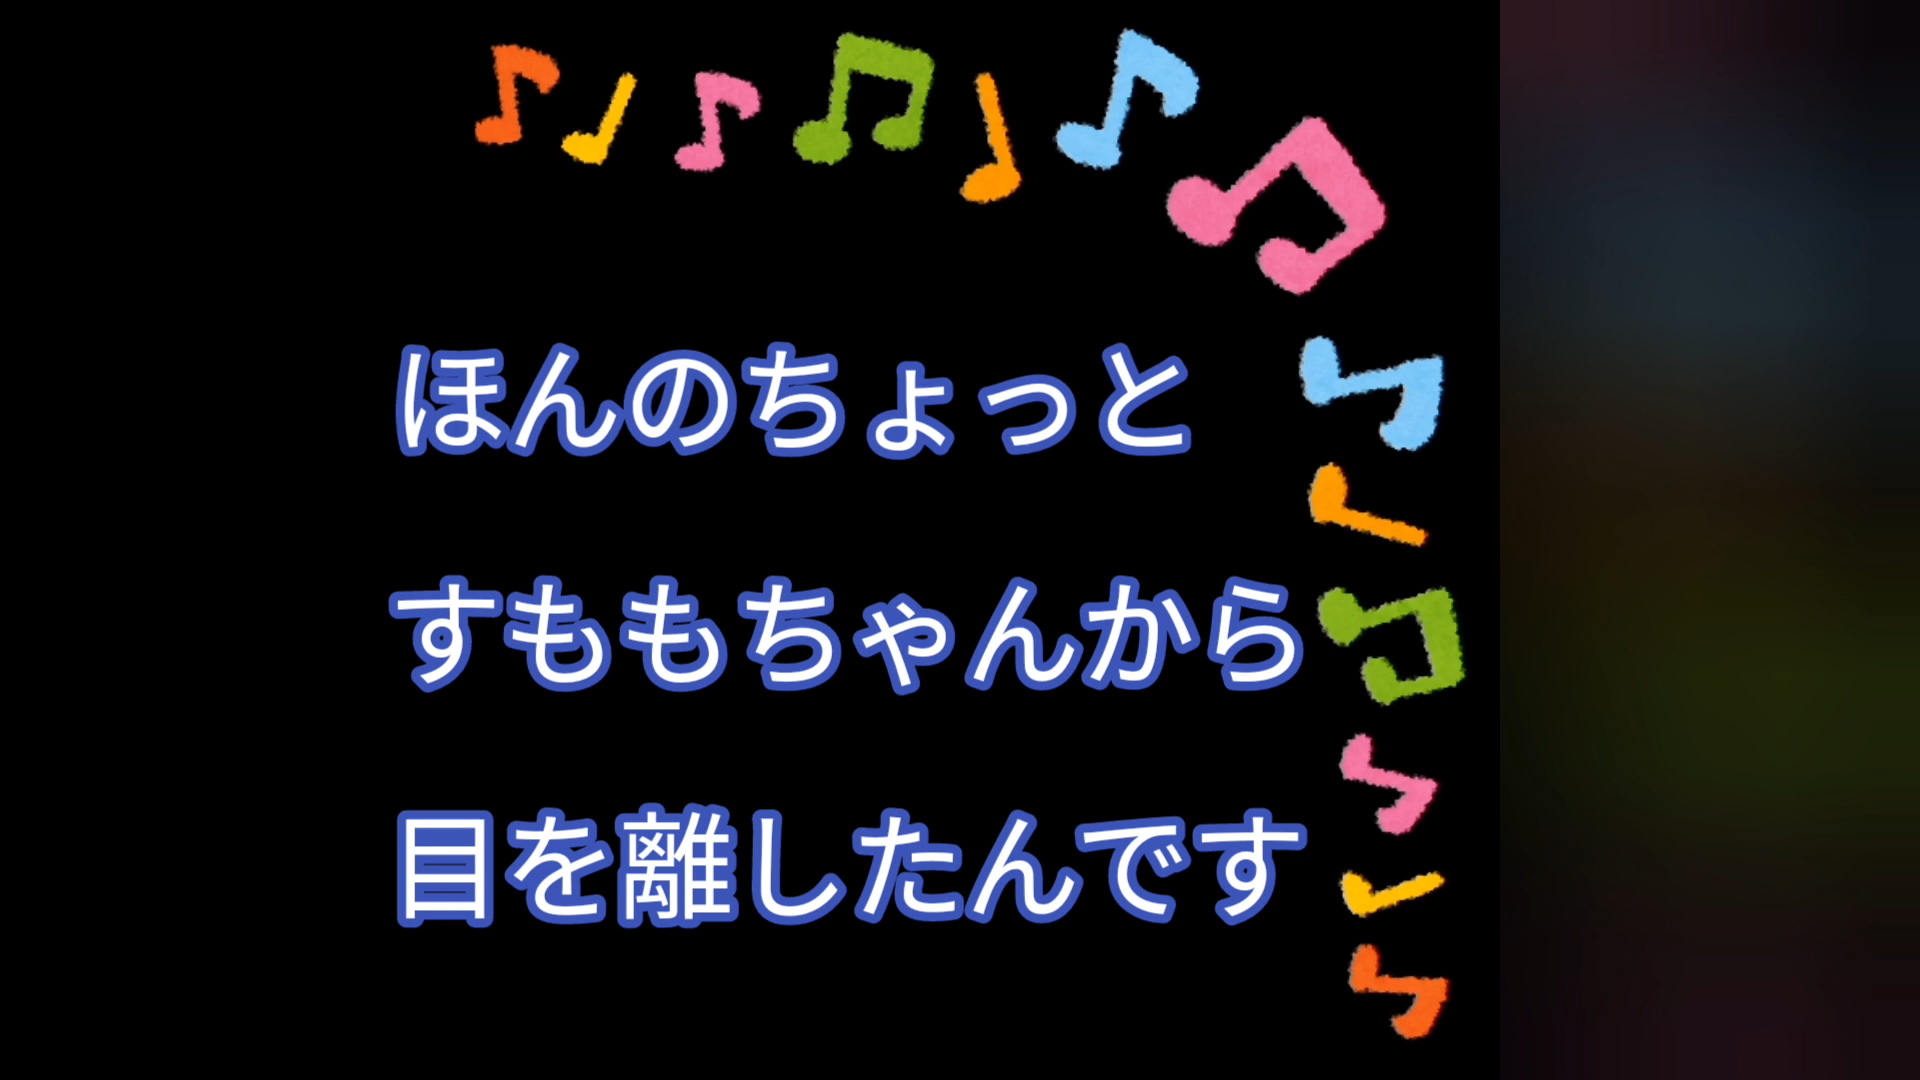 ほんのちょっと
すももちゃんから
目を離したんです